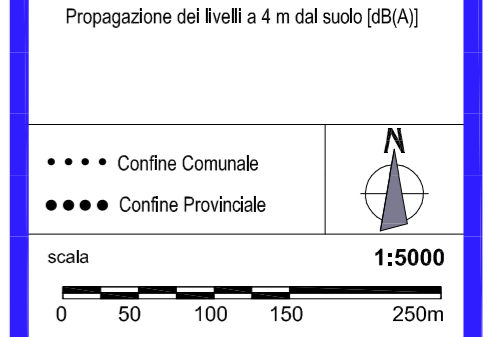 Propagazione dei livelli a 4 m dal suolo [dB(A)]
N
Confine Comunale
Confine Provinciale
scala 1:5000
0 50 100 150 250m